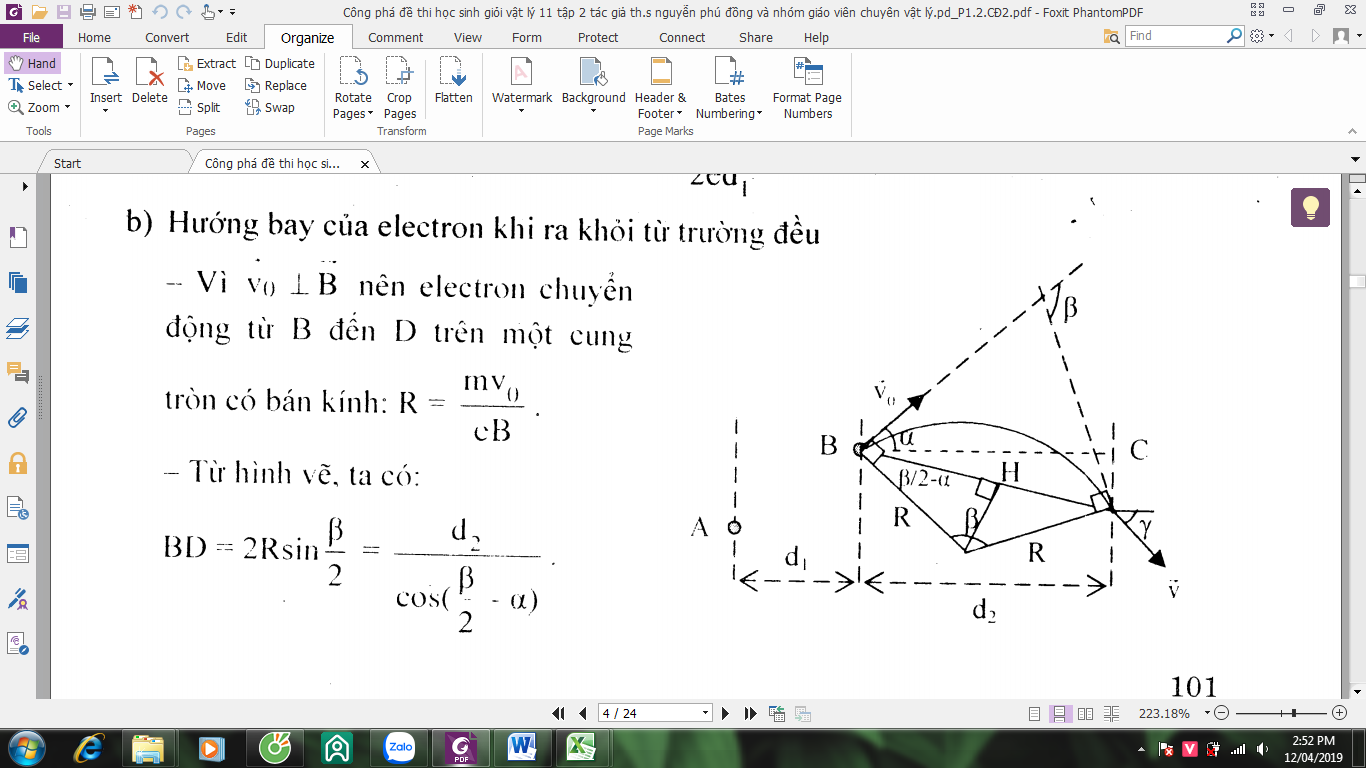 Công phá đề thi học sinh giỏi vật lý 11 tập 2 tác giả th.s nguyễn phú đồng và nhóm giáo viên chuyên vật lý.pd_P1.2.CĐ2.pdf - Foxit PhantomPDF
File Home Convert Edit Organize Comment View Form Protect Connect Share Help Find
Hand
Select
Zoom
Tools
Insert
Delete
Extract
Move
Split
Duplicate
Replace
Swap
Pages
Rotate Pages
Crop Pages
Flatten
Transform
Watermark
Background
Header & Footer
Bates Numbering
Format Page Numbers
Page Marks
Start
Công phá đề thi học si...
2ed₁
b) Hướng bay của electron khi ra khỏi từ trường đều
– Vì v₀ ⊥ B nên electron chuyển
động từ B đến D trên một cung
tròn có bán kính: R = mv₀/eB .
– Từ hình vẽ, ta có:
BD = 2Rsin β/2 = d₂/cos(β/2 - α) .
β
v₀
B
α
C
β/2-α
H
R
β
A
R
γ
d₁
v
d₂
101
4 / 24
223.18%
Zalo
PDF
2:52 PM
12/04/2019